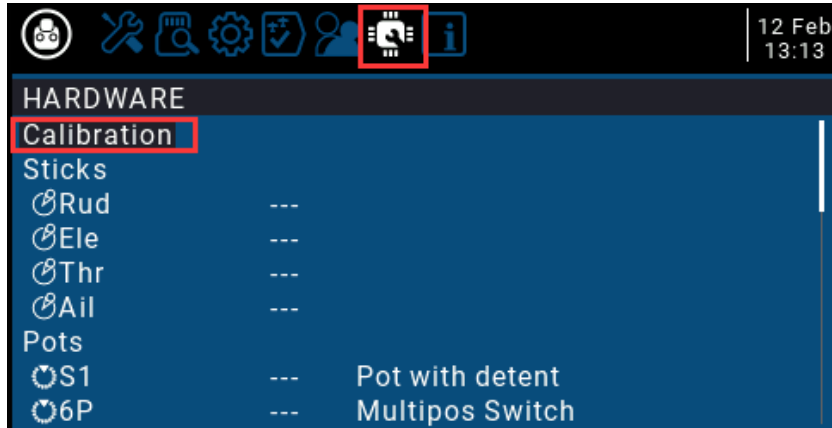 12 Feb
13:13
HARDWARE
Calibration
Sticks
Rud ---
Ele ---
Thr ---
Ail ---
Pots
S1 --- Pot with detent
6P --- Multipos Switch